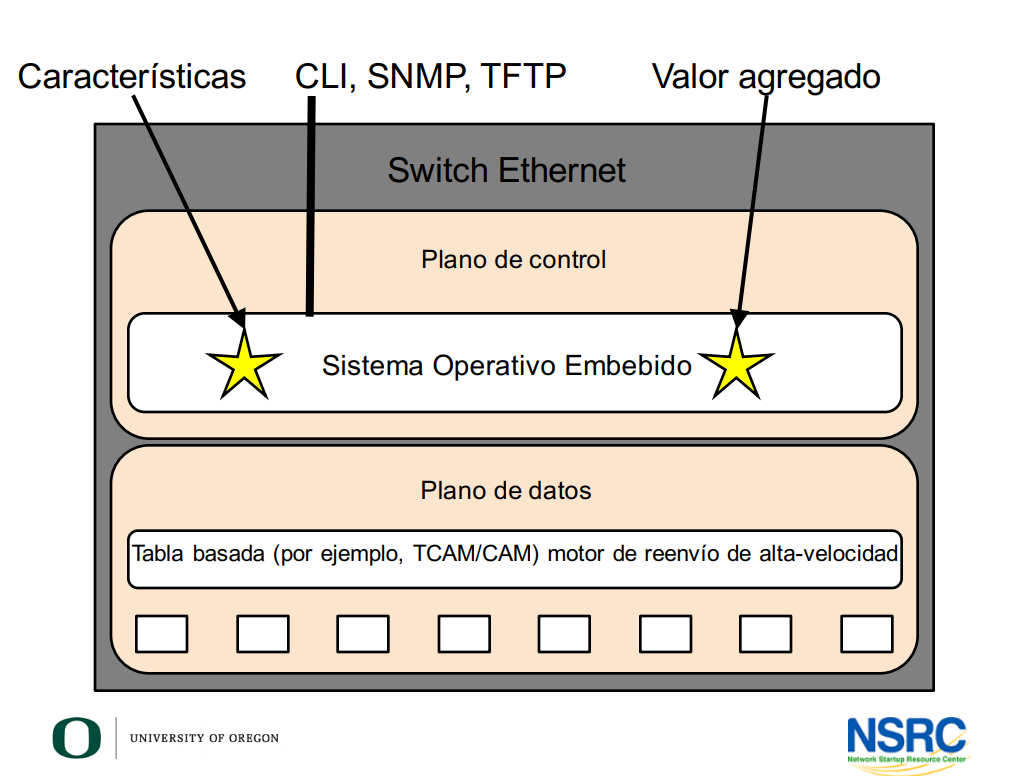 Características CLI, SNMP, TFTP Valor agregado
Switch Ethernet
Plano de control
Sistema Operativo Embebido
Plano de datos
Tabla basada (por ejemplo, TCAM/CAM) motor de reenvío de alta-velocidad
O UNIVERSITY OF OREGON
NSRC
Network Startup Resource Center